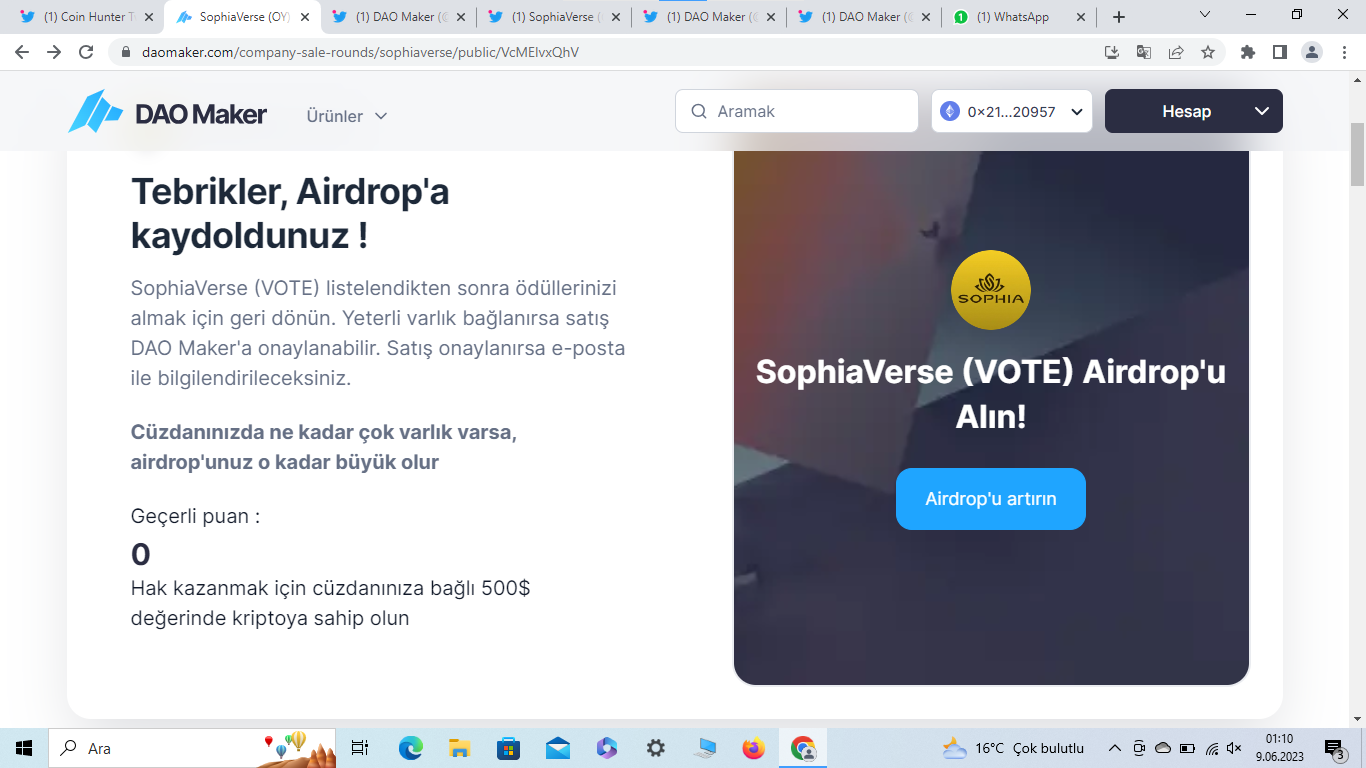 (1) Coin Hunter T
SophiaVerse (OY)
(1) DAO Maker (@
(1) SophiaVerse (
(1) DAO Maker (@
(1) DAO Maker (@
(1) WhatsApp
daomaker.com/company-sale-rounds/sophiaverse/public/VcMElvxQhV
DAO Maker
Ürünler
Aramak
0×21...20957
Hesap
Tebrikler, Airdrop'a
kaydoldunuz !
SophiaVerse (VOTE) listelendikten sonra ödüllerinizi
almak için geri dönün. Yeterli varlık bağlanırsa satış
DAO Maker'a onaylanabilir. Satış onaylanırsa e-posta
ile bilgilendirileceksiniz.
Cüzdanınızda ne kadar çok varlık varsa,
airdrop'unuz o kadar büyük olur
Geçerli puan :
0
Hak kazanmak için cüzdanınıza bağlı 500$
değerinde kriptoya sahip olun
SOPHIA
SophiaVerse (VOTE) Airdrop'u
Alın!
Airdrop'u artırın
Ara
16°C Çok bulutlu
01:10
9.06.2023
3